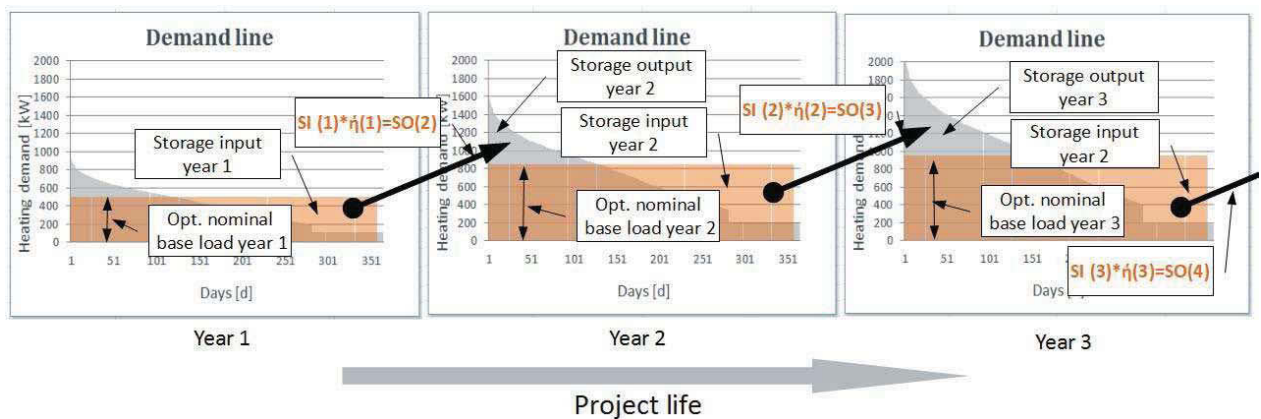 Demand line
Heating demand [kW]
2000
1800
1600
1400
1200
1000
800
600
400
200
0
Storage input
year 1
SI (1)*ή(1)=SO(2)
Opt. nominal
base load year 1
1 51 101 151 201 251 301 351
Days [d]
Year 1
Demand line
Heating demand [kW]
2000
1800
1600
1400
1200
1000
800
600
400
200
0
Storage output
year 2
Storage input
year 2
SI (2)*ή(2)=SO(3)
Opt. nominal
base load year 2
1 51 101 151 201 251 301 351
Days [d]
Year 2
Demand line
Heating demand [kW]
2000
1800
1600
1400
1200
1000
800
600
400
200
0
Storage output
year 3
Storage input
year 2
Opt. nominal
base load year 3
SI (3)*ή(3)=SO(4)
1 51 101 151
Days
Year 3
Project life